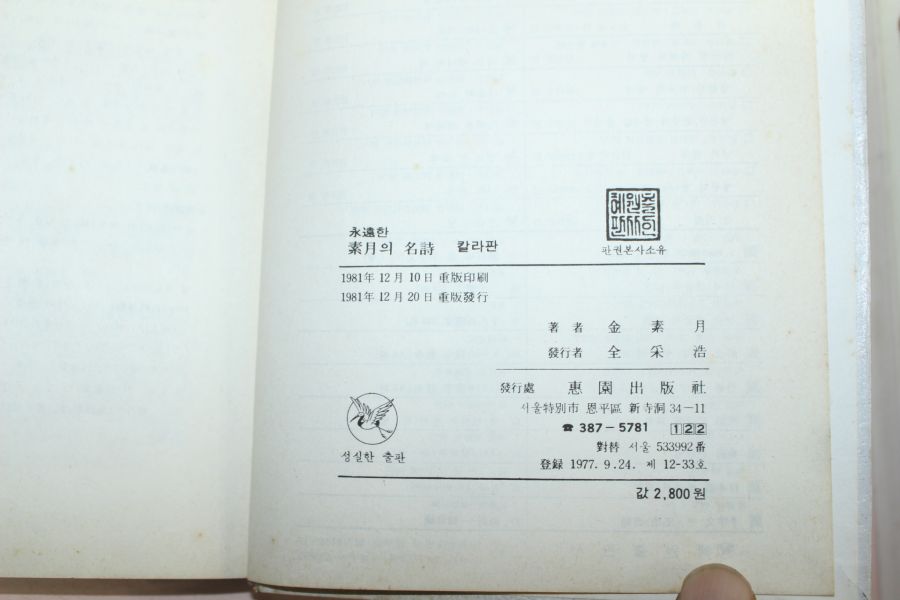 永遠한
素月의 名詩 칼라판
판권본사소유
1981年 12月 10日 重版印刷
1981年 12月 20日 重版發行
著者 金素月
發行者 全采浩
發行處 惠園出版社
서울特別市 恩平區 新寺洞 34-11
☎ 387-5781 122
對替 서울 533992番
登録 1977. 9. 24. 제 12-33호
성실한 출판
값 2,800원